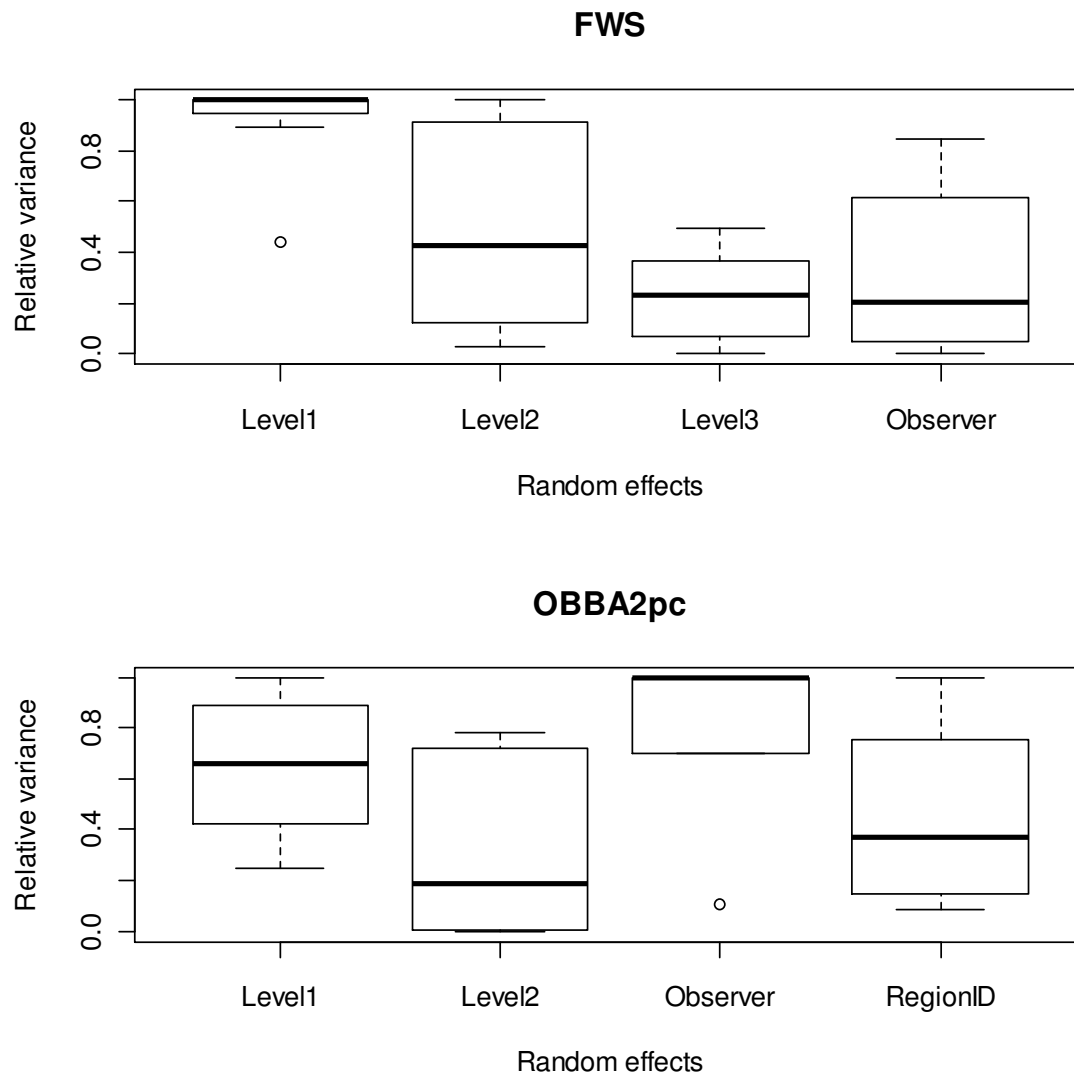 FWS
Relative variance
0.8
0.4
0.0
Level1 Level2 Level3 Observer
Random effects
OBBA2pc
Relative variance
0.8
0.4
0.0
Level1 Level2 Observer RegionID
Random effects